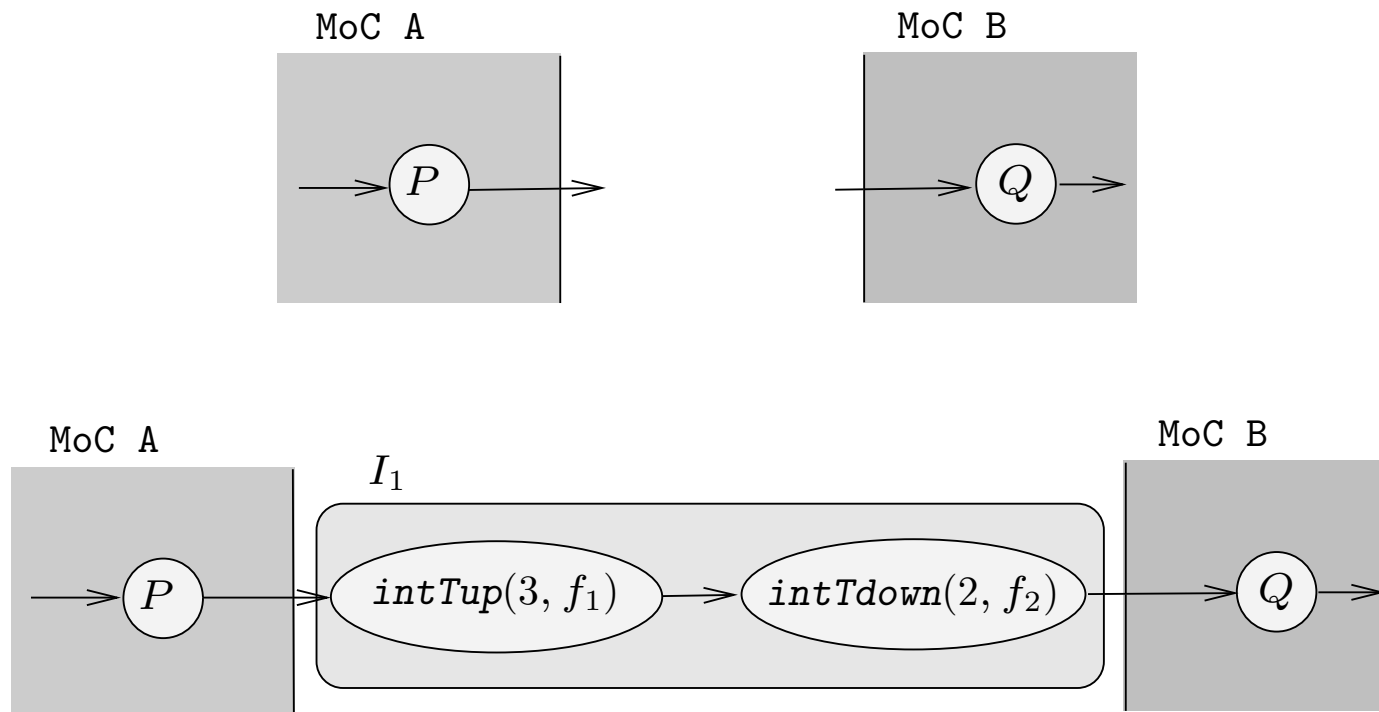 MoC A
MoC B
P
Q
MoC A
MoC B
I₁
P
intTup(3, f₁)
intTdown(2, f₂)
Q